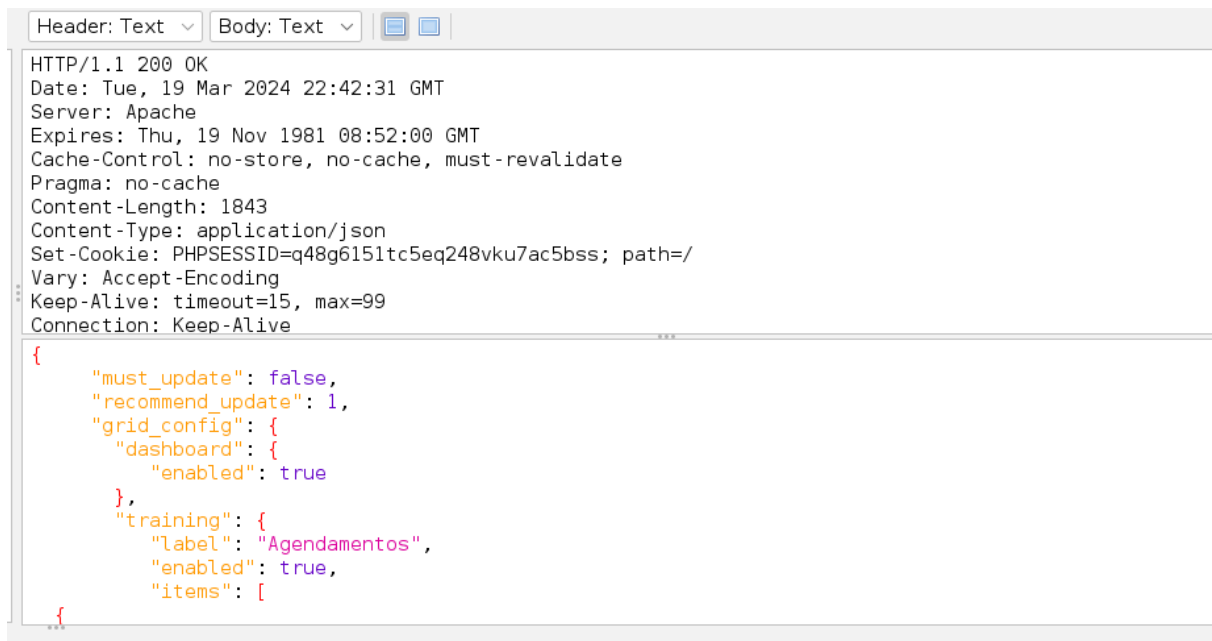 Header: Text Body: Text
HTTP/1.1 200 OK
Date: Tue, 19 Mar 2024 22:42:31 GMT
Server: Apache
Expires: Thu, 19 Nov 1981 08:52:00 GMT
Cache-Control: no-store, no-cache, must-revalidate
Pragma: no-cache
Content-Length: 1843
Content-Type: application/json
Set-Cookie: PHPSESSID=q48g6151tc5eq248vku7ac5bss; path=/
Vary: Accept-Encoding
Keep-Alive: timeout=15, max=99
Connection: Keep-Alive
{
"must_update": false,
"recommend_update": 1,
"grid_config": {
"dashboard": {
"enabled": true
},
"training": {
"label": "Agendamentos",
"enabled": true,
"items": [
{